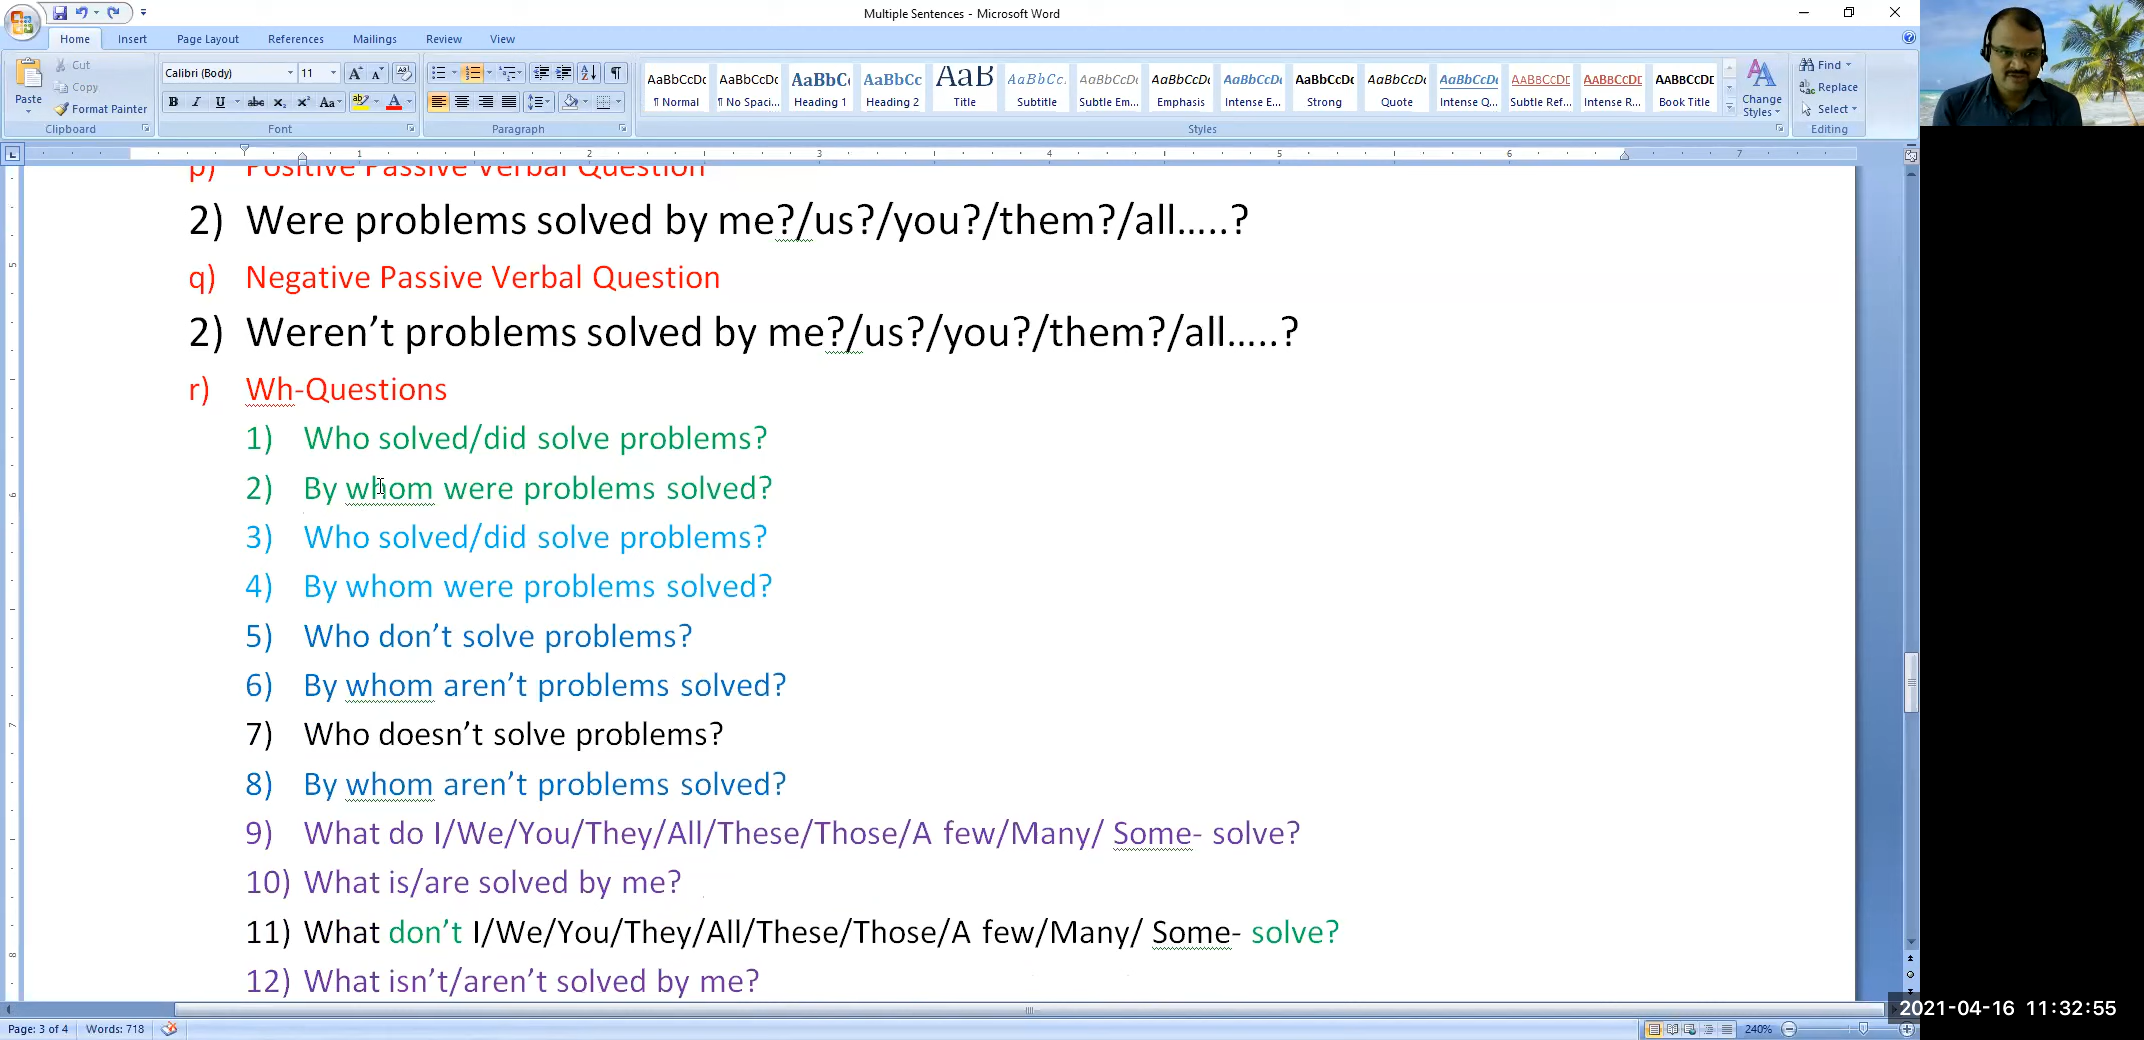 Multiple Sentences - Microsoft Word
Home Insert Page Layout References Mailings Review View
Cut
Copy
Format Painter
Paste
Clipboard
Calibri (Body) 11
Font
Paragraph
AaBbCcDc AaBbCcDc AaBbC AaBbCc AaB AaBbCc. AaBbCcDc AaBbCcDc AaBbCcDc AaBbCcDc AaBbCcDc AaBbCcDc AABBCCDE AABBCCDE AABBCCDE
¶ Normal ¶ No Spaci... Heading 1 Heading 2 Title Subtitle Subtle Em... Emphasis Intense E... Strong Quote Intense Q... Subtle Ref... Intense R... Book Title
Styles
Change Styles
Find
Replace
Select
Editing
p) Positive Passive Verbal Question
2) Were problems solved by me?/us?/you?/them?/all…..?
q) Negative Passive Verbal Question
2) Weren’t problems solved by me?/us?/you?/them?/all…..?
r) Wh-Questions
1) Who solved/did solve problems?
2) By whom were problems solved?
3) Who solved/did solve problems?
4) By whom were problems solved?
5) Who don’t solve problems?
6) By whom aren’t problems solved?
7) Who doesn’t solve problems?
8) By whom aren’t problems solved?
9) What do I/We/You/They/All/These/Those/A few/Many/ Some- solve?
10) What is/are solved by me?
11) What don’t I/We/You/They/All/These/Those/A few/Many/ Some- solve?
12) What isn’t/aren’t solved by me?
Page: 3 of 4 Words: 718
240%
2021-04-16 11:32:55